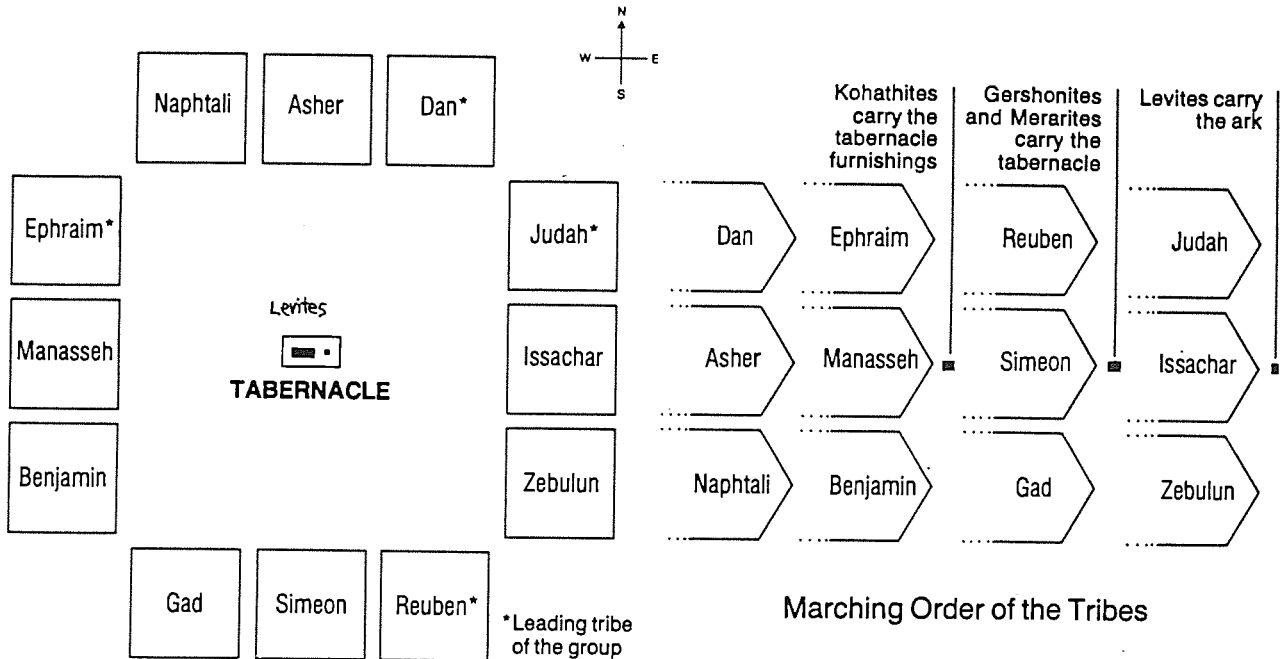 N
W E
S
Naphtali
Asher
Dan*
Ephraim*
Judah*
Levites
Manasseh
TABERNACLE
Issachar
Benjamin
Zebulun
Gad
Simeon
Reuben*
*Leading tribe
of the group
Kohathites
carry the
tabernacle
furnishings
Gershonites
and Merarites
carry the
tabernacle
Levites carry
the ark
Dan
Ephraim
Reuben
Judah
Asher
Manasseh
Simeon
Issachar
Naphtali
Benjamin
Gad
Zebulun
Marching Order of the Tribes